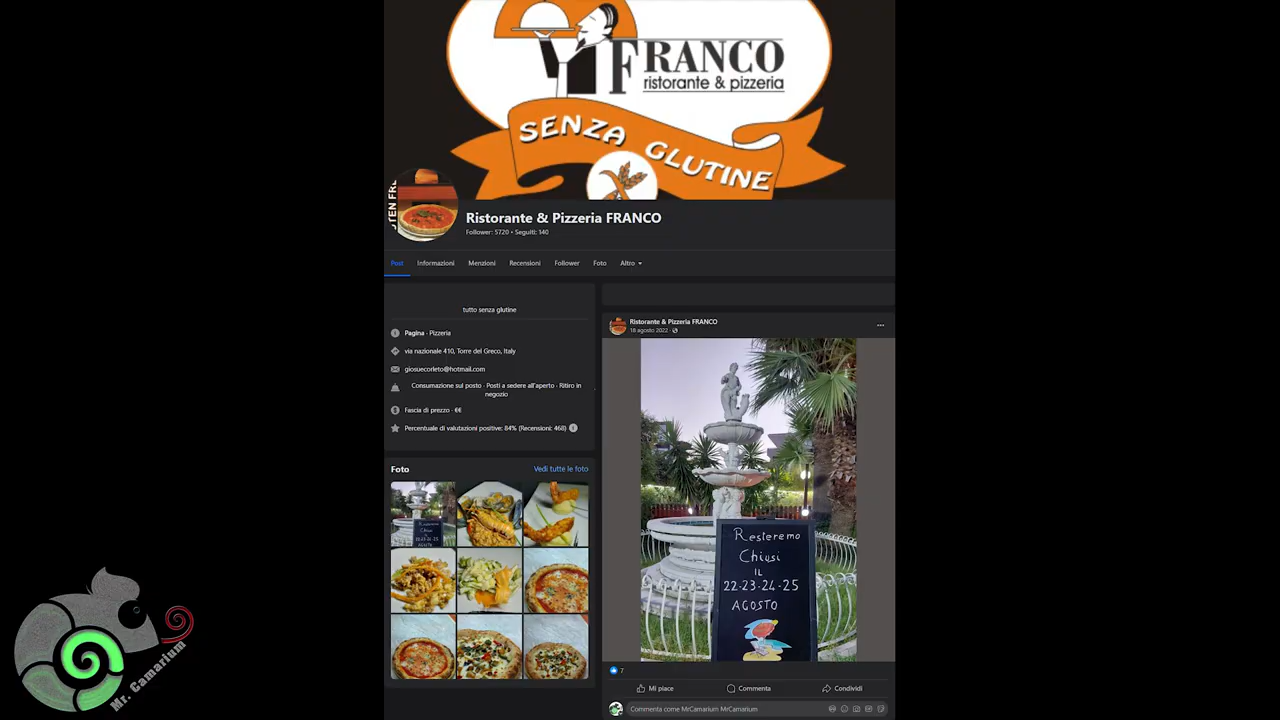 FRANCO
ristorante & pizzeria
SENZA GLUTINE
Ristorante & Pizzeria FRANCO
Follower: 5720 • Seguiti: 140
Post
Informazioni
Menzioni
Recensioni
Follower
Foto
Altro
tutto senza glutine
Pagina · Pizzeria
via nazionale 410, Torre del Greco, Italy
giosuecorleto@hotmail.com
Consumazione sul posto · Posti a sedere all'aperto · Ritiro in
negozio
Fascia di prezzo · €€
Percentuale di valutazioni positive: 84% (Recensioni: 468)
Foto
Vedi tutte le foto
Ristorante & Pizzeria FRANCO
18 agosto 2022
Resteremo
Chiusi
IL
22-23-24-25
AGOSTO
7
Mi piace
Commenta
Condividi
Commenta come MrCamarium MrCamarium
Mr. Camarium